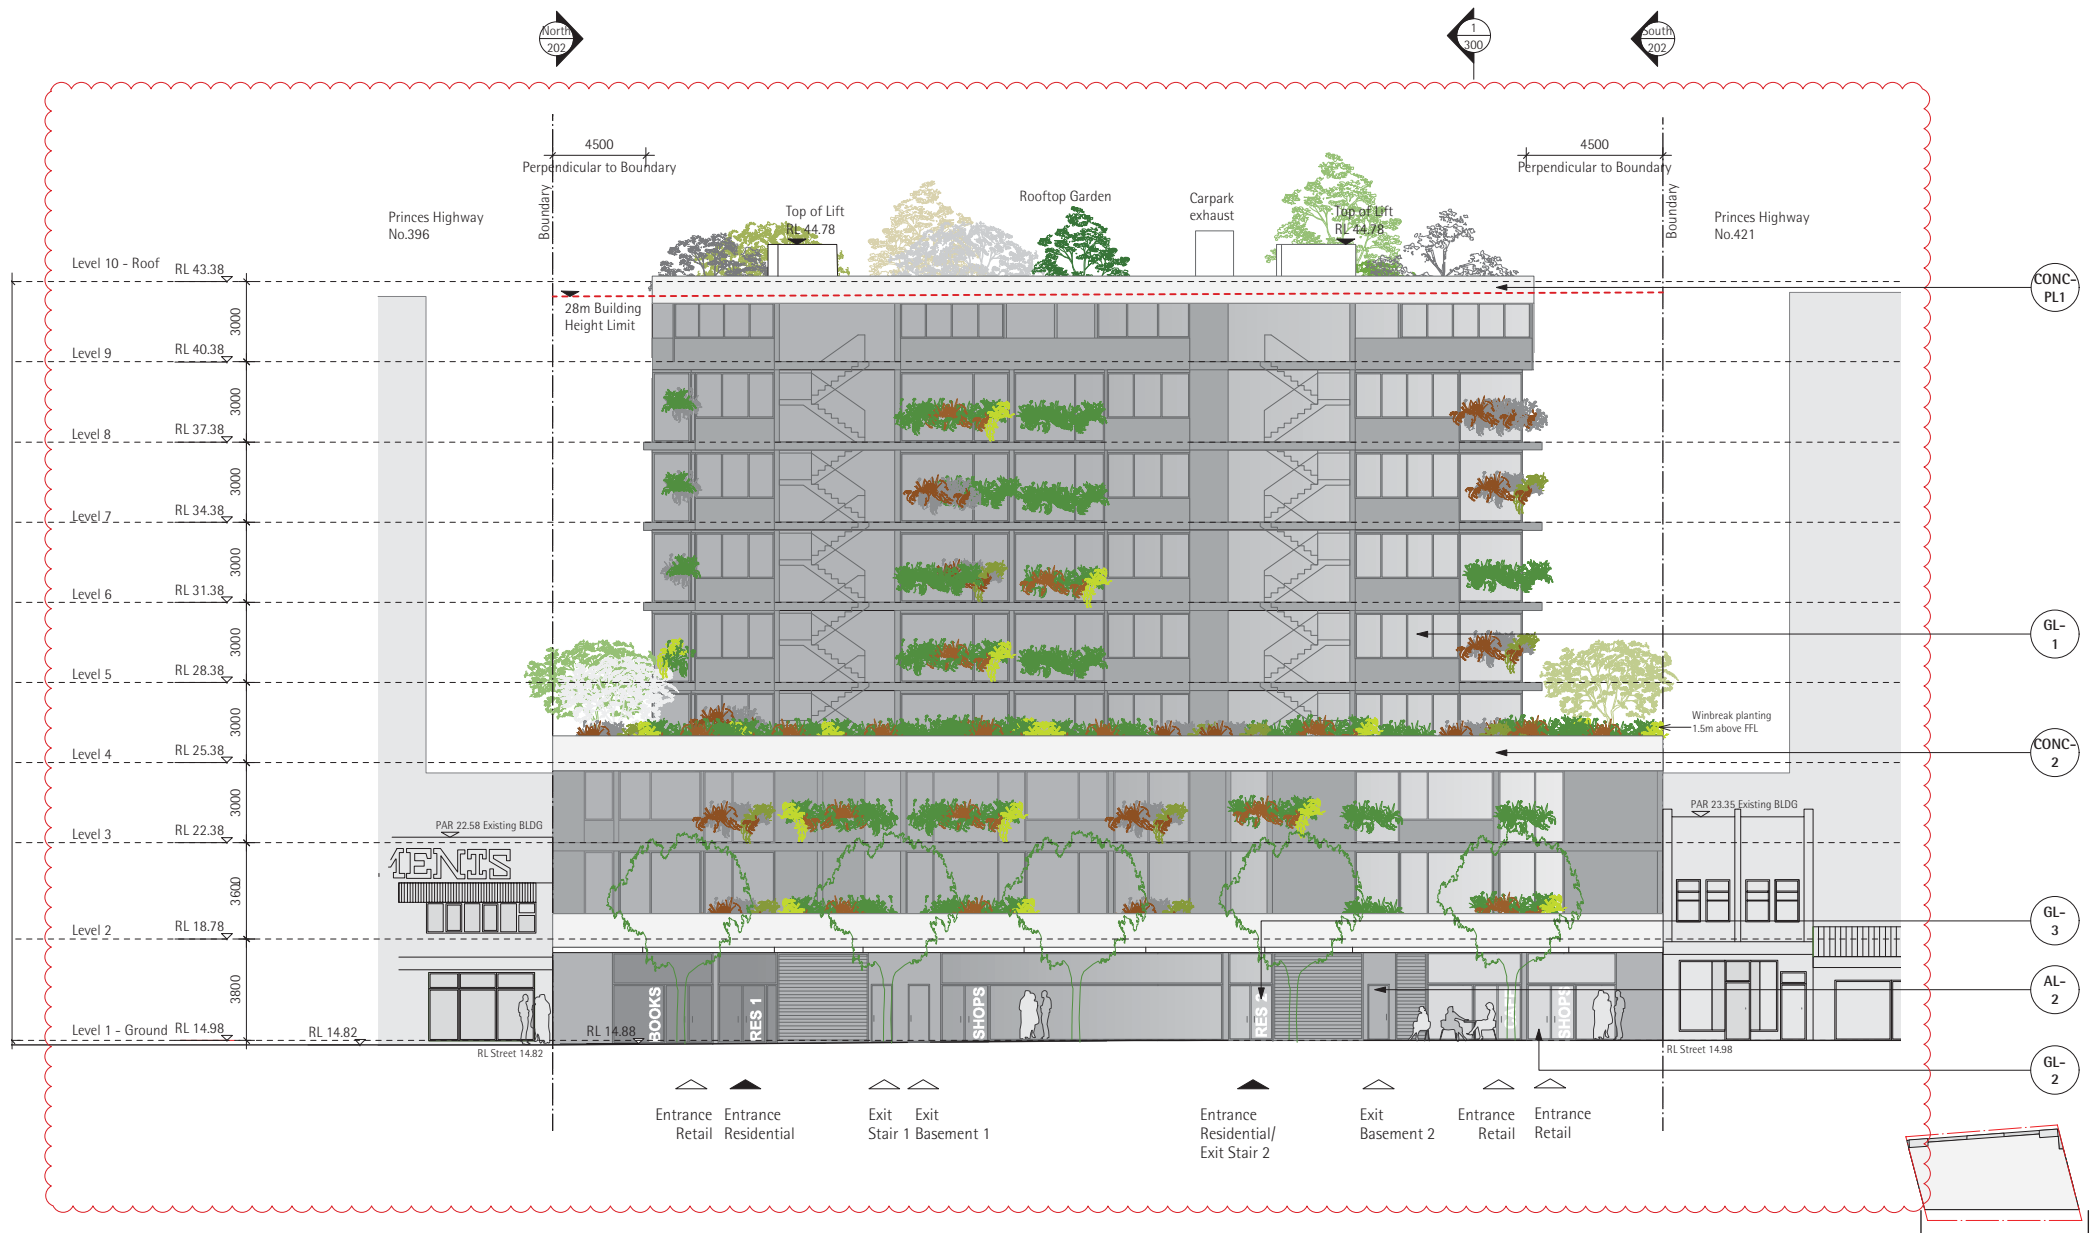 North
202
1
300
South
202
4500
Perpendicular to Boundary
4500
Perpendicular to Boundary
Boundary
Boundary
Princes Highway
No.396
Top of Lift
RL 44.78
Rooftop Garden
Carpark
exhaust
Top of Lift
RL 44.78
Princes Highway
No.421
Level 10 - Roof RL 43.38
CONC-
PL1
28m Building
Height Limit
3000
Level 9 RL 40.38
3000
Level 8 RL 37.38
3000
Level 7 RL 34.38
3000
Level 6 RL 31.38
GL-
1
3000
Level 5 RL 28.38
3000
Winbreak planting
1.5m above FFL
Level 4 RL 25.38
CONC-
2
3000
PAR 22.58 Existing BLDG
PAR 23.35 Existing BLDG
Level 3 RL 22.38
MENTS
3600
Level 2 RL 18.78
GL-
3
3800
AL-
2
BOOKS
RES 1
SHOPS
RES 2
CAFE
SHOPS
Level 1 - Ground RL 14.98
RL 14.82
RL 14.88
RL Street 14.82
RL Street 14.98
GL-
2
Entrance
Retail
Entrance
Residential
Exit
Stair 1
Exit
Basement 1
Entrance
Residential/
Exit Stair 2
Exit
Basement 2
Entrance
Retail
Entrance
Retail